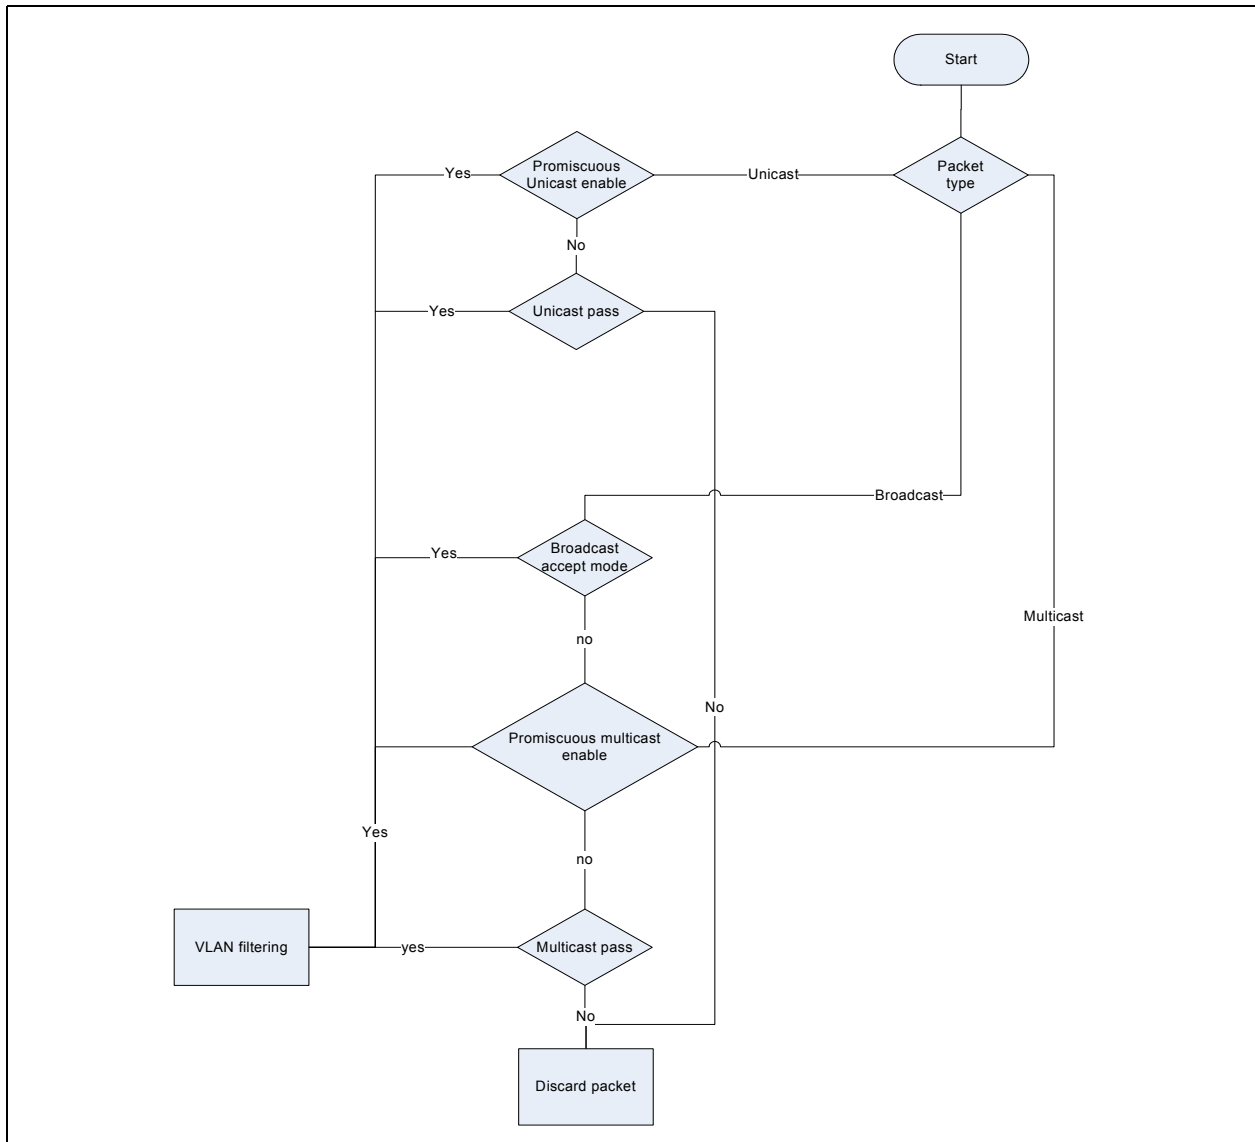 Start
Packet
type
Unicast
Promiscuous
Unicast enable
Yes
No
Unicast pass
Yes
Broadcast
Broadcast
accept mode
Yes
Multicast
no
No
Promiscuous multicast
enable
Yes
no
VLAN filtering
yes
Multicast pass
No
Discard packet